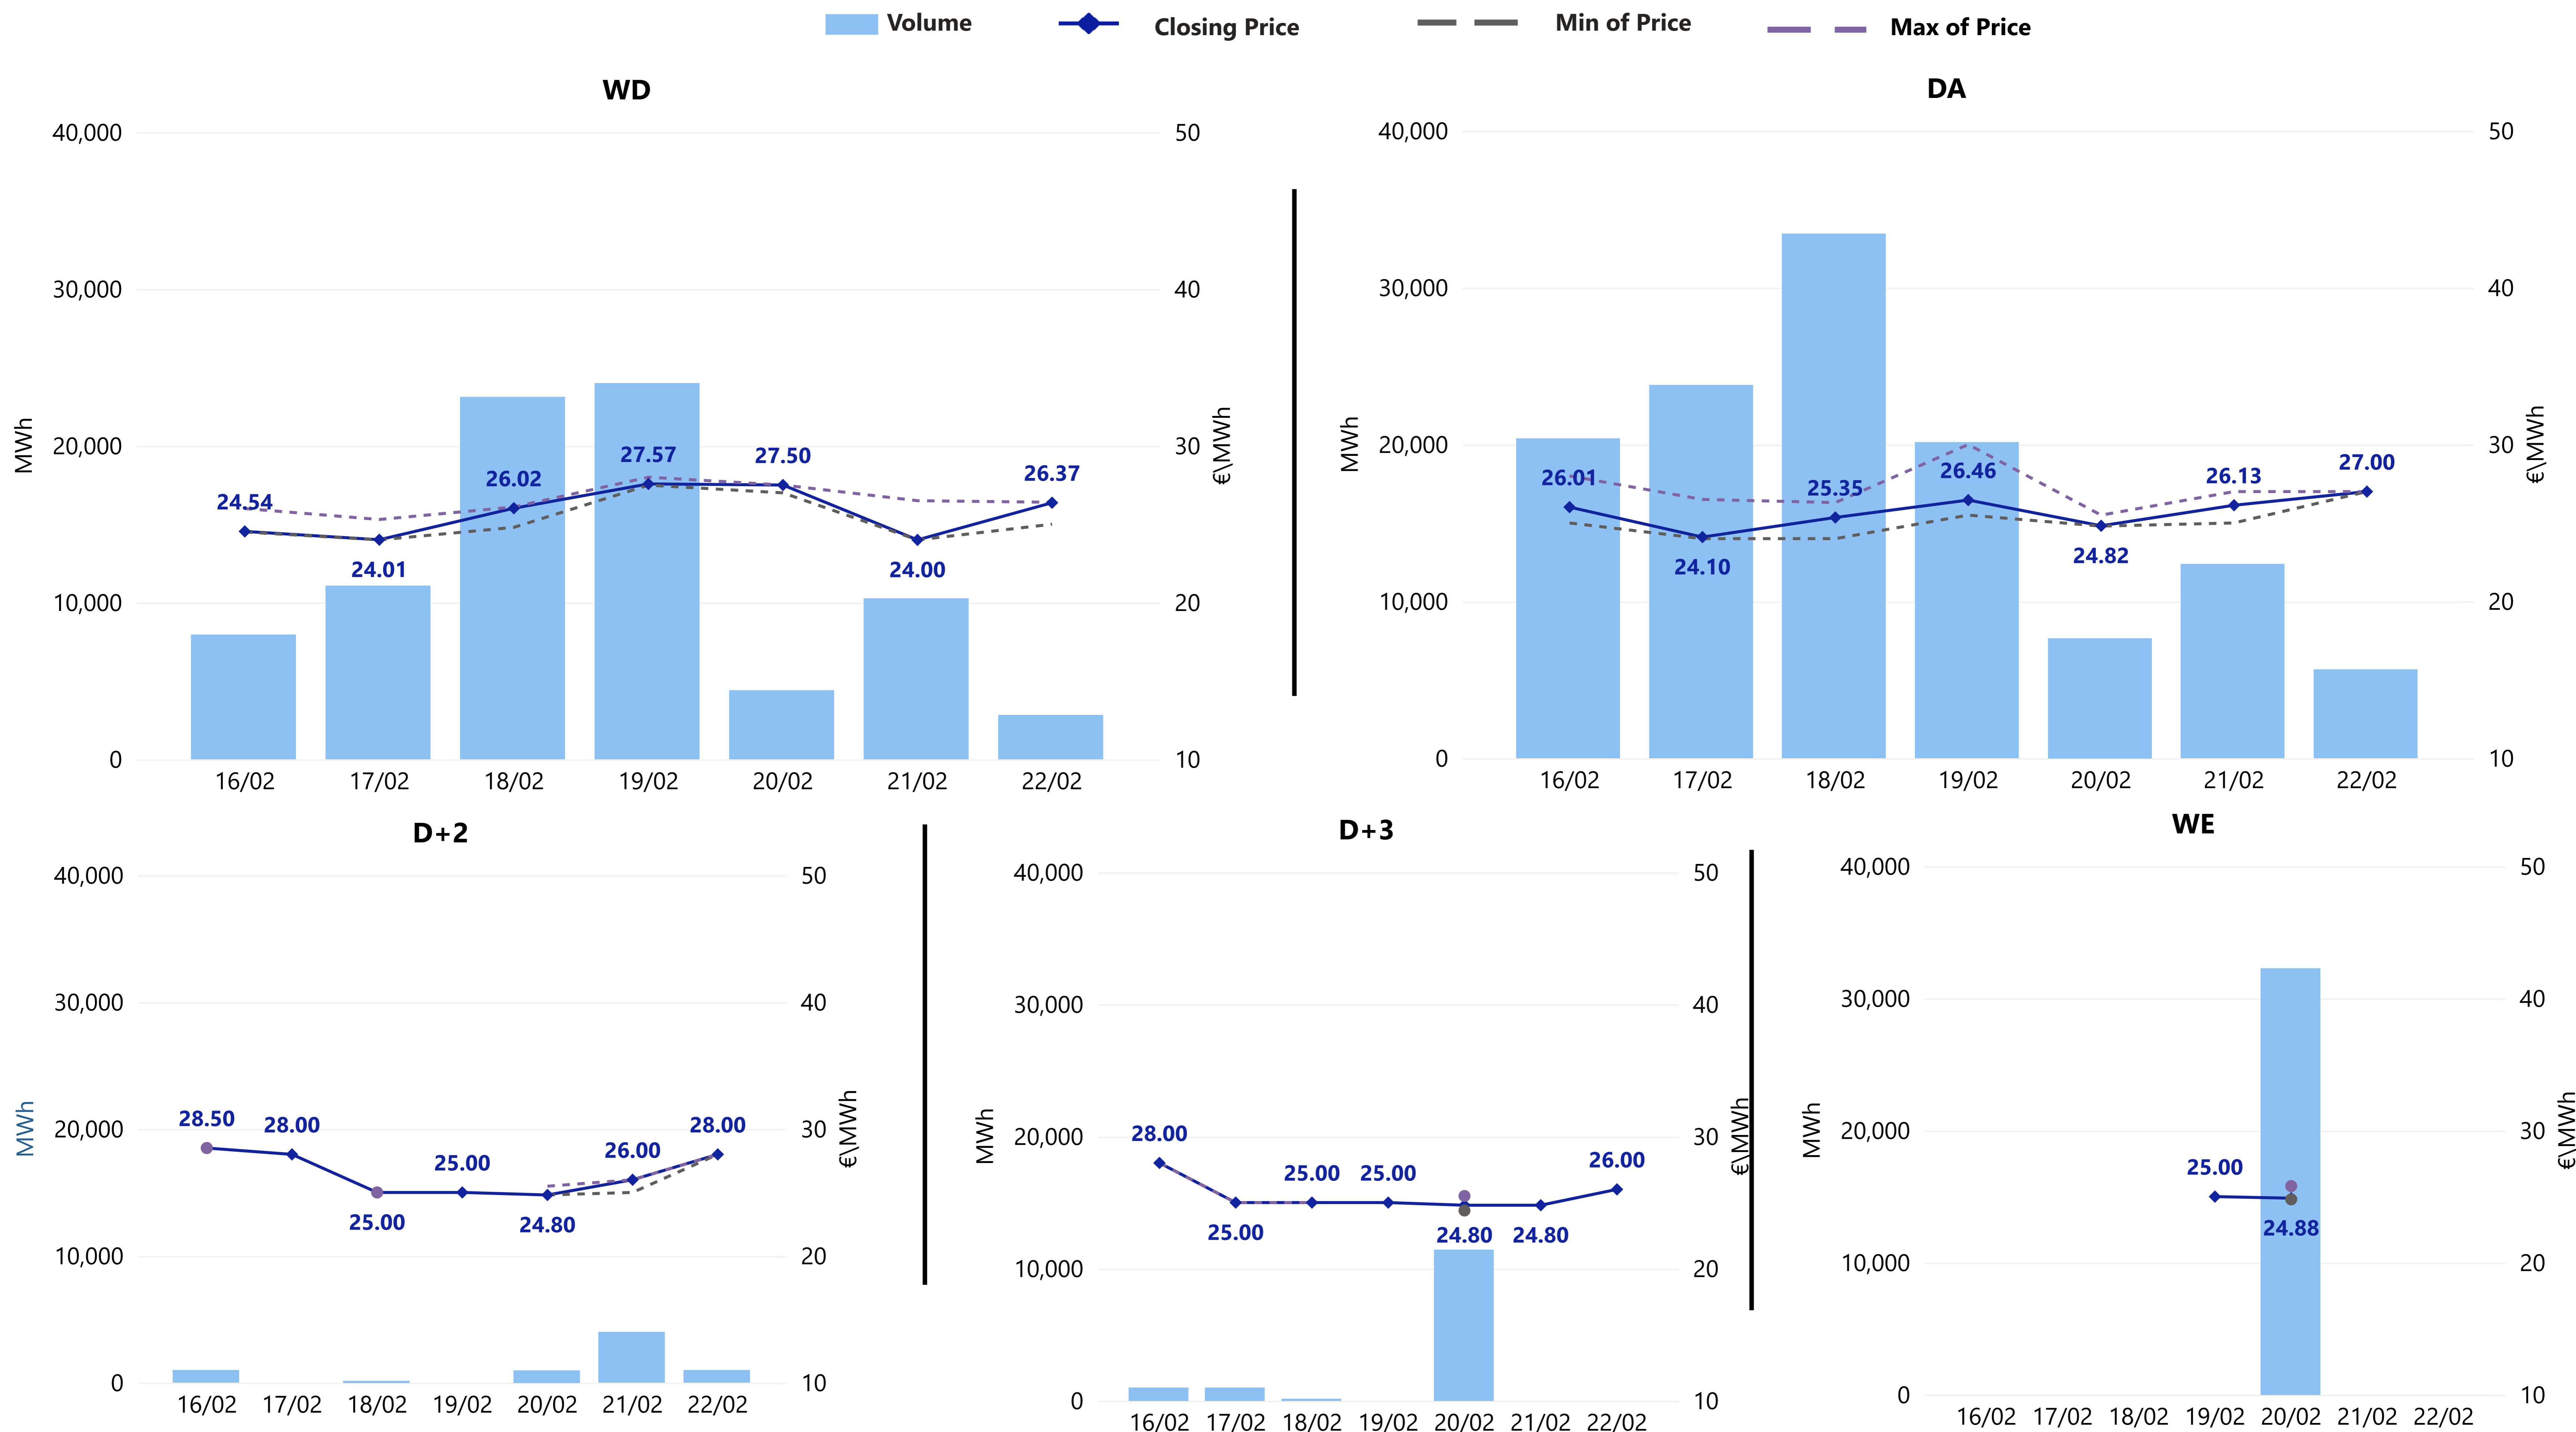 Volume Closing Price Min of Price Max of Price
WD
40,000 50
30,000 40
20,000 30
10,000 20
0 10
MWh
€\MWh
24.54 24.01 26.02 27.57 27.50 24.00 26.37
16/02 17/02 18/02 19/02 20/02 21/02 22/02
DA
40,000 50
30,000 40
20,000 30
10,000 20
0 10
MWh
€\MWh
26.01 24.10 25.35 26.46 24.82 26.13 27.00
16/02 17/02 18/02 19/02 20/02 21/02 22/02
D+2
40,000 50
30,000 40
20,000 30
10,000 20
0 10
MWh
€\MWh
28.50 28.00 25.00 25.00 24.80 26.00 28.00
16/02 17/02 18/02 19/02 20/02 21/02 22/02
D+3
40,000 50
30,000 40
20,000 30
10,000 20
0 10
MWh
€\MWh
28.00 25.00 25.00 25.00 24.80 24.80 26.00
16/02 17/02 18/02 19/02 20/02 21/02 22/02
WE
40,000 50
30,000 40
20,000 30
10,000 20
0 10
MWh
€\MWh
25.00 24.88
16/02 17/02 18/02 19/02 20/02 21/02 22/02